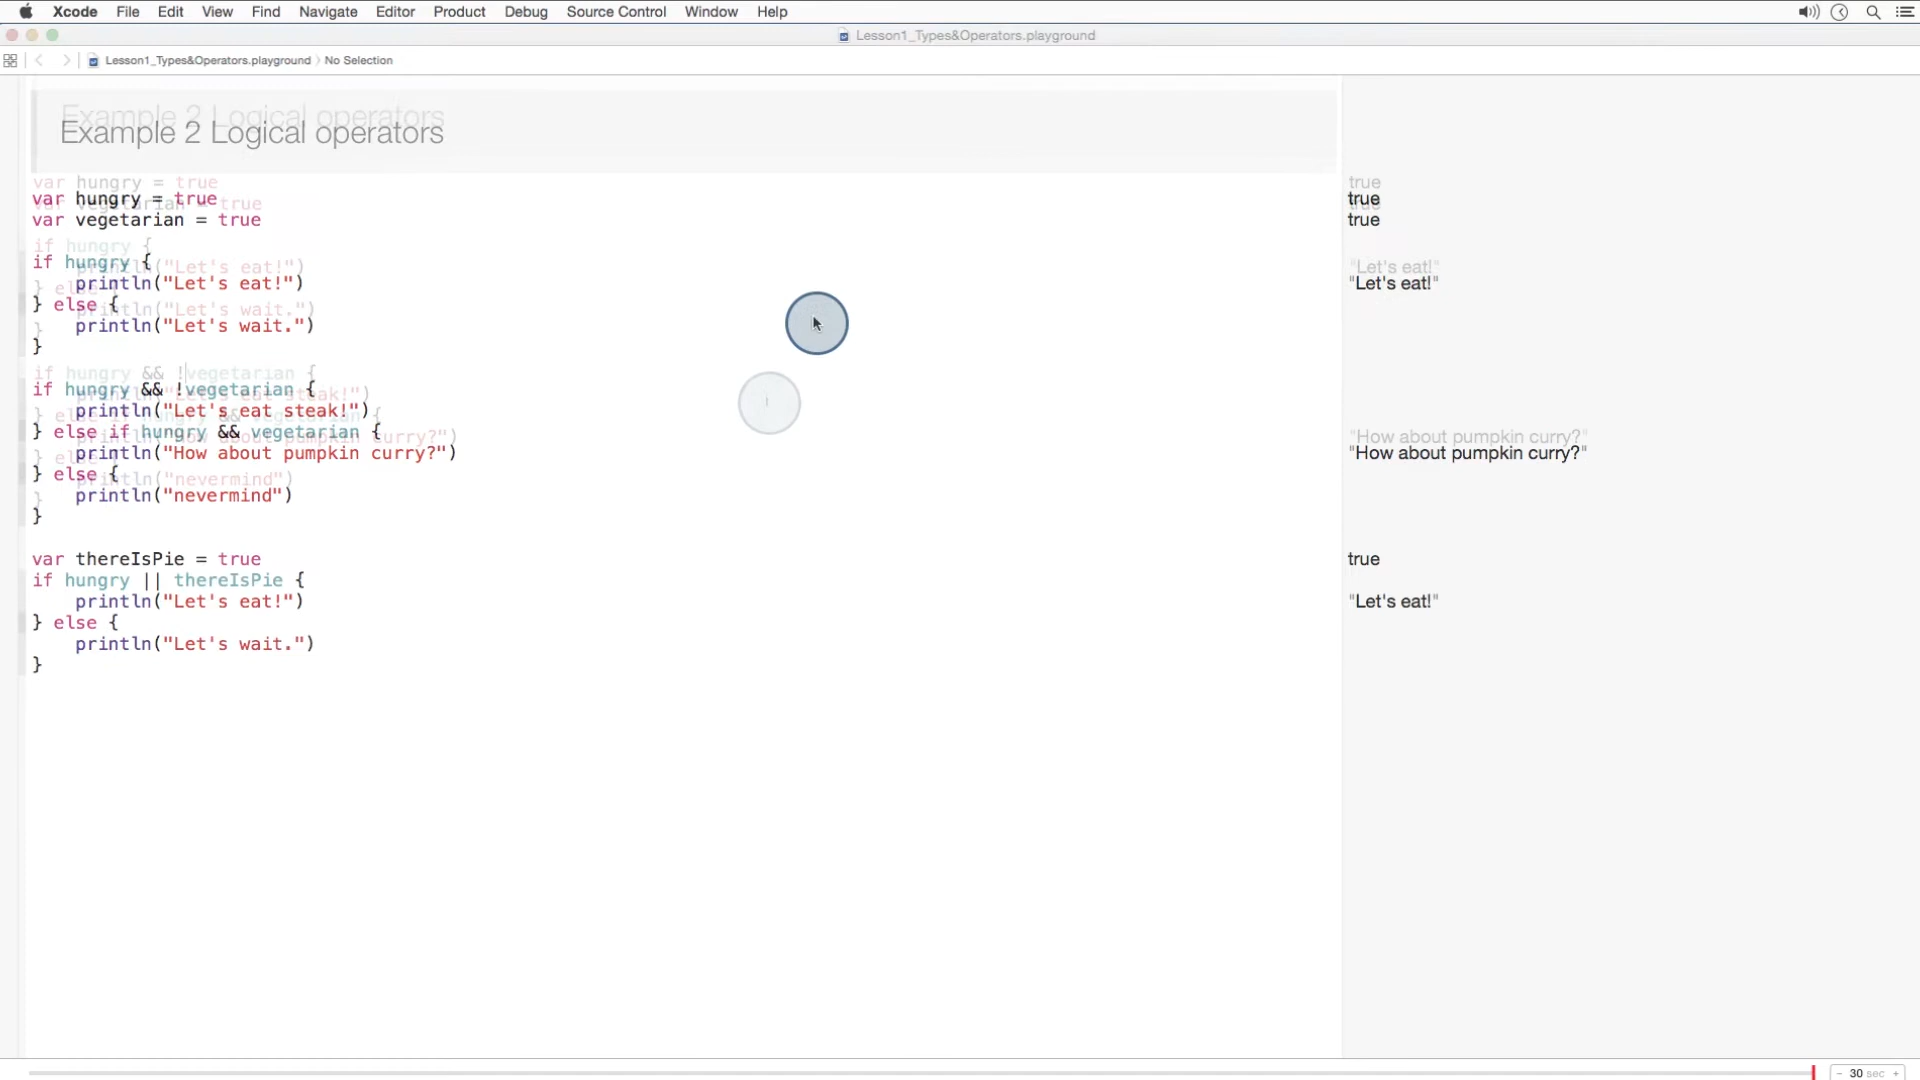 Xcode File Edit View Find Navigate Editor Product Debug Source Control Window Help
Lesson1_Types&Operators.playground
Lesson1_Types&Operators.playground No Selection
Example 2 Logical operators
var hungry = true
true
var vegetarian = true
true
if hungry {
println("Let's eat!")
"Let's eat!"
} else {
println("Let's wait.")
}
if hungry && !vegetarian {
println("Let's eat steak!")
} else if hungry && vegetarian {
println("How about pumpkin curry?")
"How about pumpkin curry?"
} else {
println("nevermind")
}
var thereIsPie = true
true
if hungry || thereIsPie {
println("Let's eat!")
"Let's eat!"
} else {
println("Let's wait.")
}
- 30 sec +